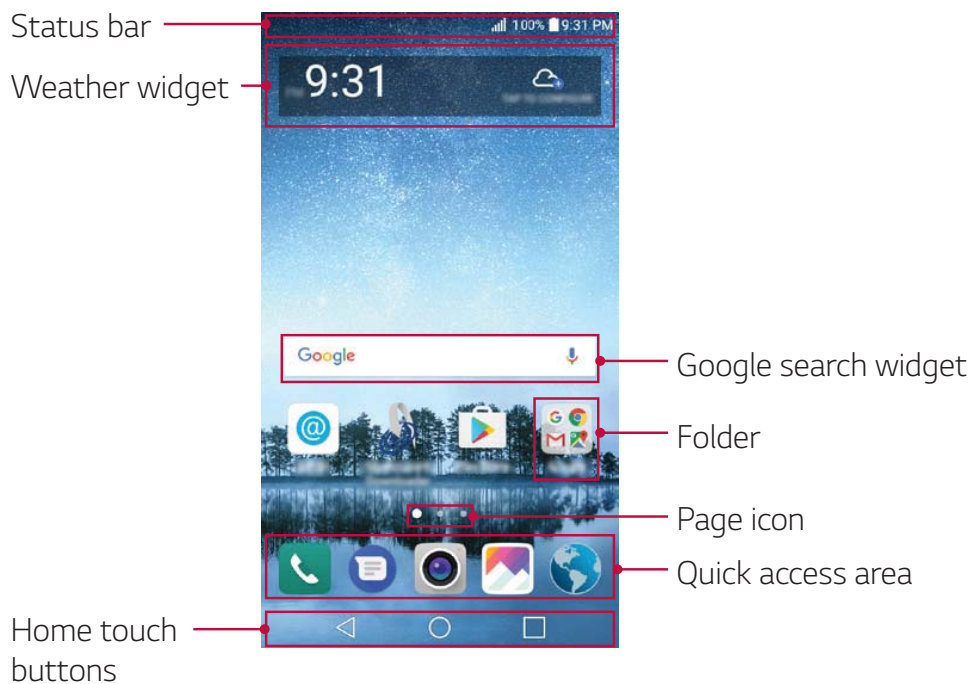 Status bar
100% 9:31 PM
Weather widget
9:31
Google
Google search widget
@
G
M
Folder
Page icon
Quick access area
Home touch
buttons